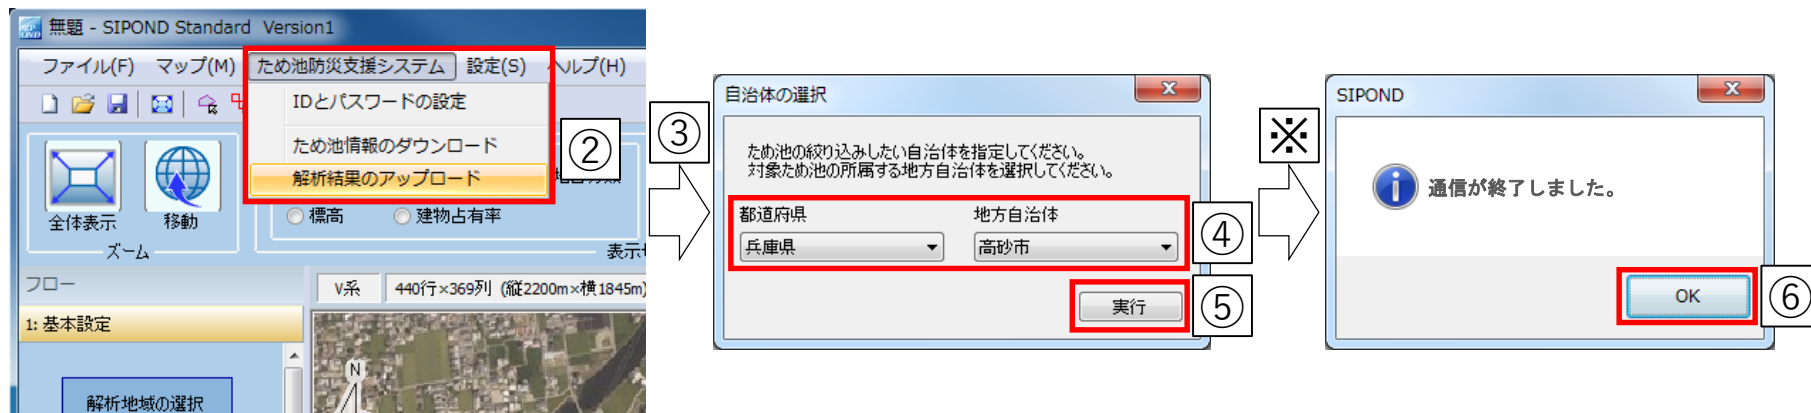 無題 - SIPOND Standard Version1
ファイル(F) マップ(M) ため池防災支援システム 設定(S) ヘルプ(H)
IDとパスワードの設定
ため池情報のダウンロード
解析結果のアップロード
②
全体表示 移動
ズーム
標高 建物占有率
表示
フロー
V系 440行×369列 (縦2200m×横1845m)
1: 基本設定
解析地域の選択
N
③
自治体の選択
ため池の絞り込みしたい自治体を指定してください。
対象ため池の所属する地方自治体を選択してください。
都道府県 地方自治体
兵庫県 高砂市
④
実行
⑤
※
SIPOND
通信が終了しました。
OK
⑥